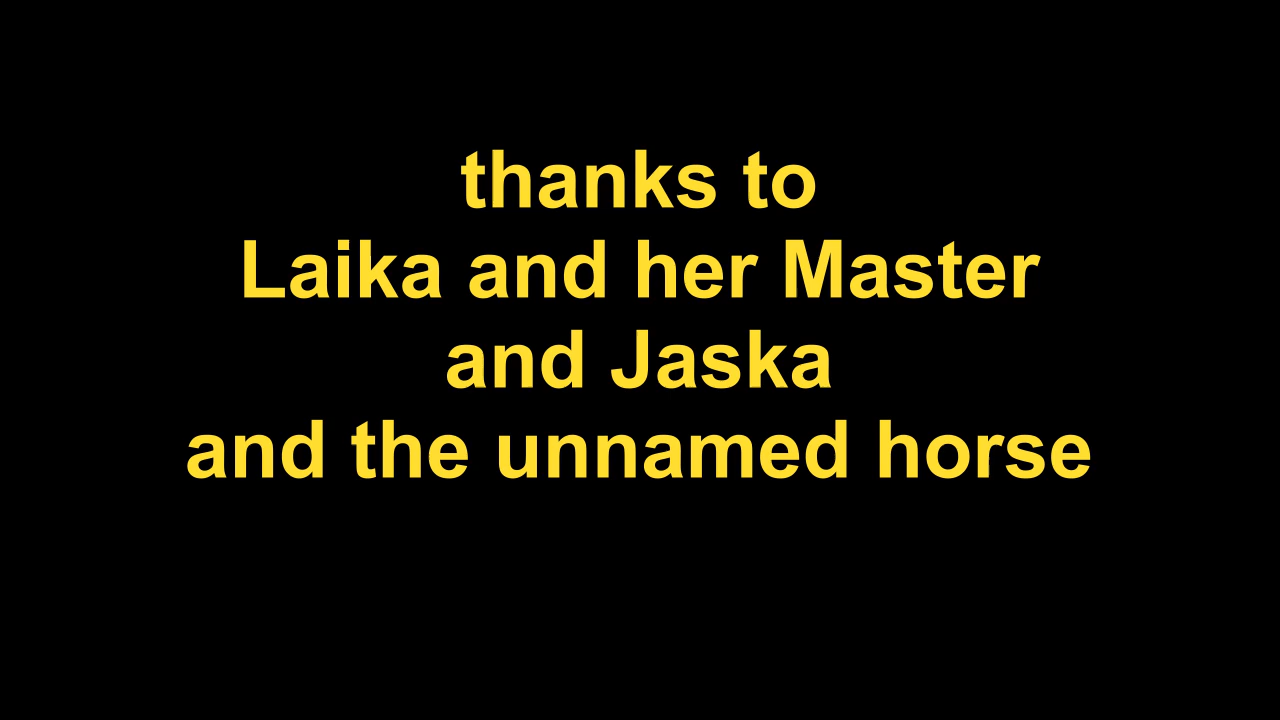 thanks to
Laika and her Master
and Jaska
and the unnamed horse